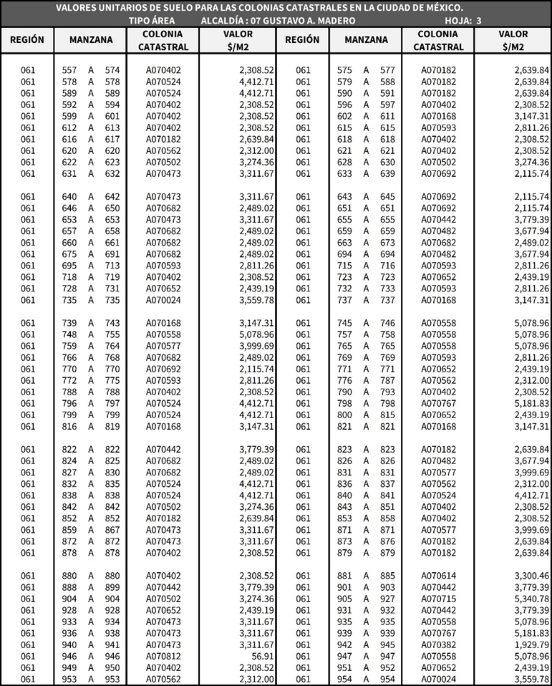 VALORES UNITARIOS DE SUELO PARA LAS COLONIAS CATASTRALES EN LA CIUDAD DE MÉXICO.
TIPO ÁREA ALCALDÍA : 07 GUSTAVO A. MADERO HOJA: 3
REGIÓN MANZANA COLONIA CATASTRAL VALOR $/M2 REGIÓN MANZANA COLONIA CATASTRAL VALOR $/M2
061 557 A 574 A070402 2,308.52 061 575 A 577 A070182 2,639.84
061 578 A 578 A070524 4,412.71 061 579 A 588 A070182 2,639.84
061 589 A 589 A070524 4,412.71 061 590 A 591 A070182 2,639.84
061 592 A 594 A070402 2,308.52 061 596 A 597 A070402 2,308.52
061 599 A 601 A070402 2,308.52 061 602 A 611 A070168 3,147.31
061 612 A 613 A070402 2,308.52 061 615 A 615 A070593 2,811.26
061 616 A 617 A070182 2,639.84 061 618 A 618 A070402 2,308.52
061 620 A 620 A070562 2,312.00 061 621 A 621 A070402 2,308.52
061 622 A 623 A070502 3,274.36 061 628 A 630 A070502 3,274.36
061 631 A 632 A070473 3,311.67 061 633 A 639 A070692 2,115.74
061 640 A 642 A070473 3,311.67 061 643 A 645 A070692 2,115.74
061 646 A 650 A070682 2,489.02 061 651 A 651 A070692 2,115.74
061 653 A 653 A070473 3,311.67 061 655 A 655 A070442 3,779.39
061 657 A 658 A070682 2,489.02 061 659 A 659 A070482 3,677.94
061 660 A 661 A070682 2,489.02 061 663 A 673 A070682 2,489.02
061 675 A 691 A070682 2,489.02 061 694 A 694 A070482 3,677.94
061 695 A 713 A070593 2,811.26 061 715 A 716 A070593 2,811.26
061 718 A 719 A070402 2,308.52 061 723 A 723 A070652 2,439.19
061 728 A 731 A070652 2,439.19 061 732 A 733 A070593 2,811.26
061 735 A 735 A070024 3,559.78 061 737 A 737 A070168 3,147.31
061 739 A 743 A070168 3,147.31 061 745 A 746 A070558 5,078.96
061 748 A 755 A070558 5,078.96 061 757 A 758 A070558 5,078.96
061 759 A 764 A070577 3,999.69 061 765 A 765 A070558 5,078.96
061 766 A 768 A070682 2,489.02 061 769 A 769 A070593 2,811.26
061 770 A 770 A070692 2,115.74 061 771 A 771 A070652 2,439.19
061 772 A 775 A070593 2,811.26 061 776 A 787 A070562 2,312.00
061 788 A 788 A070402 2,308.52 061 790 A 793 A070402 2,308.52
061 796 A 797 A070524 4,412.71 061 798 A 798 A070767 5,181.83
061 799 A 799 A070524 4,412.71 061 800 A 815 A070652 2,439.19
061 816 A 819 A070168 3,147.31 061 821 A 821 A070168 3,147.31
061 822 A 822 A070442 3,779.39 061 823 A 823 A070182 2,639.84
061 824 A 825 A070682 2,489.02 061 826 A 826 A070482 3,677.94
061 827 A 830 A070682 2,489.02 061 831 A 831 A070577 3,999.69
061 832 A 835 A070524 4,412.71 061 836 A 837 A070562 2,312.00
061 838 A 838 A070524 4,412.71 061 840 A 841 A070524 4,412.71
061 842 A 842 A070502 3,274.36 061 843 A 851 A070402 2,308.52
061 852 A 852 A070182 2,639.84 061 853 A 858 A070402 2,308.52
061 859 A 867 A070473 3,311.67 061 871 A 871 A070577 3,999.69
061 872 A 872 A070473 3,311.67 061 873 A 876 A070182 2,639.84
061 878 A 878 A070402 2,308.52 061 879 A 879 A070182 2,639.84
061 880 A 880 A070402 2,308.52 061 881 A 885 A070614 3,300.46
061 888 A 899 A070442 3,779.39 061 901 A 903 A070442 3,779.39
061 904 A 904 A070502 3,274.36 061 905 A 927 A070715 5,340.78
061 928 A 928 A070652 2,439.19 061 931 A 932 A070442 3,779.39
061 933 A 934 A070473 3,311.67 061 935 A 935 A070558 5,078.96
061 936 A 938 A070473 3,311.67 061 939 A 939 A070767 5,181.83
061 940 A 941 A070473 3,311.67 061 942 A 945 A070382 1,929.79
061 946 A 946 A070812 56.91 061 947 A 947 A070558 5,078.96
061 949 A 950 A070402 2,308.52 061 951 A 952 A070652 2,439.19
061 953 A 953 A070562 2,312.00 061 954 A 954 A070024 3,559.78